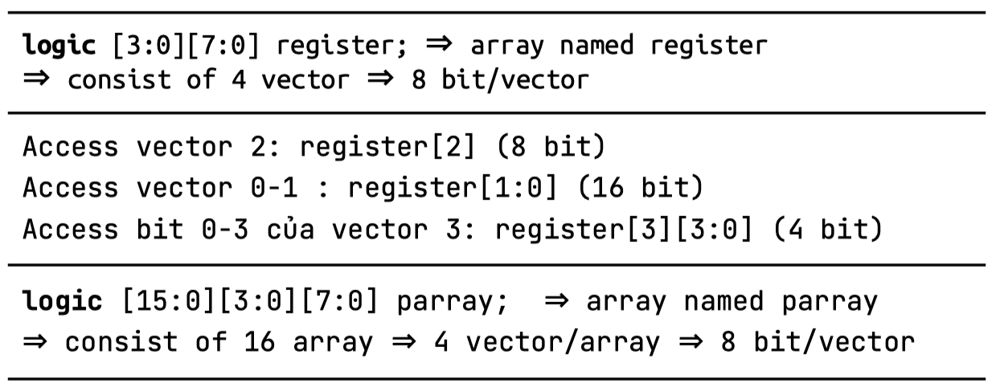 logic [3:0][7:0] register; ⇒ array named register
⇒ consist of 4 vector ⇒ 8 bit/vector
Access vector 2: register[2] (8 bit)
Access vector 0-1 : register[1:0] (16 bit)
Access bit 0-3 của vector 3: register[3][3:0] (4 bit)
logic [15:0][3:0][7:0] parray; ⇒ array named parray
⇒ consist of 16 array ⇒ 4 vector/array ⇒ 8 bit/vector